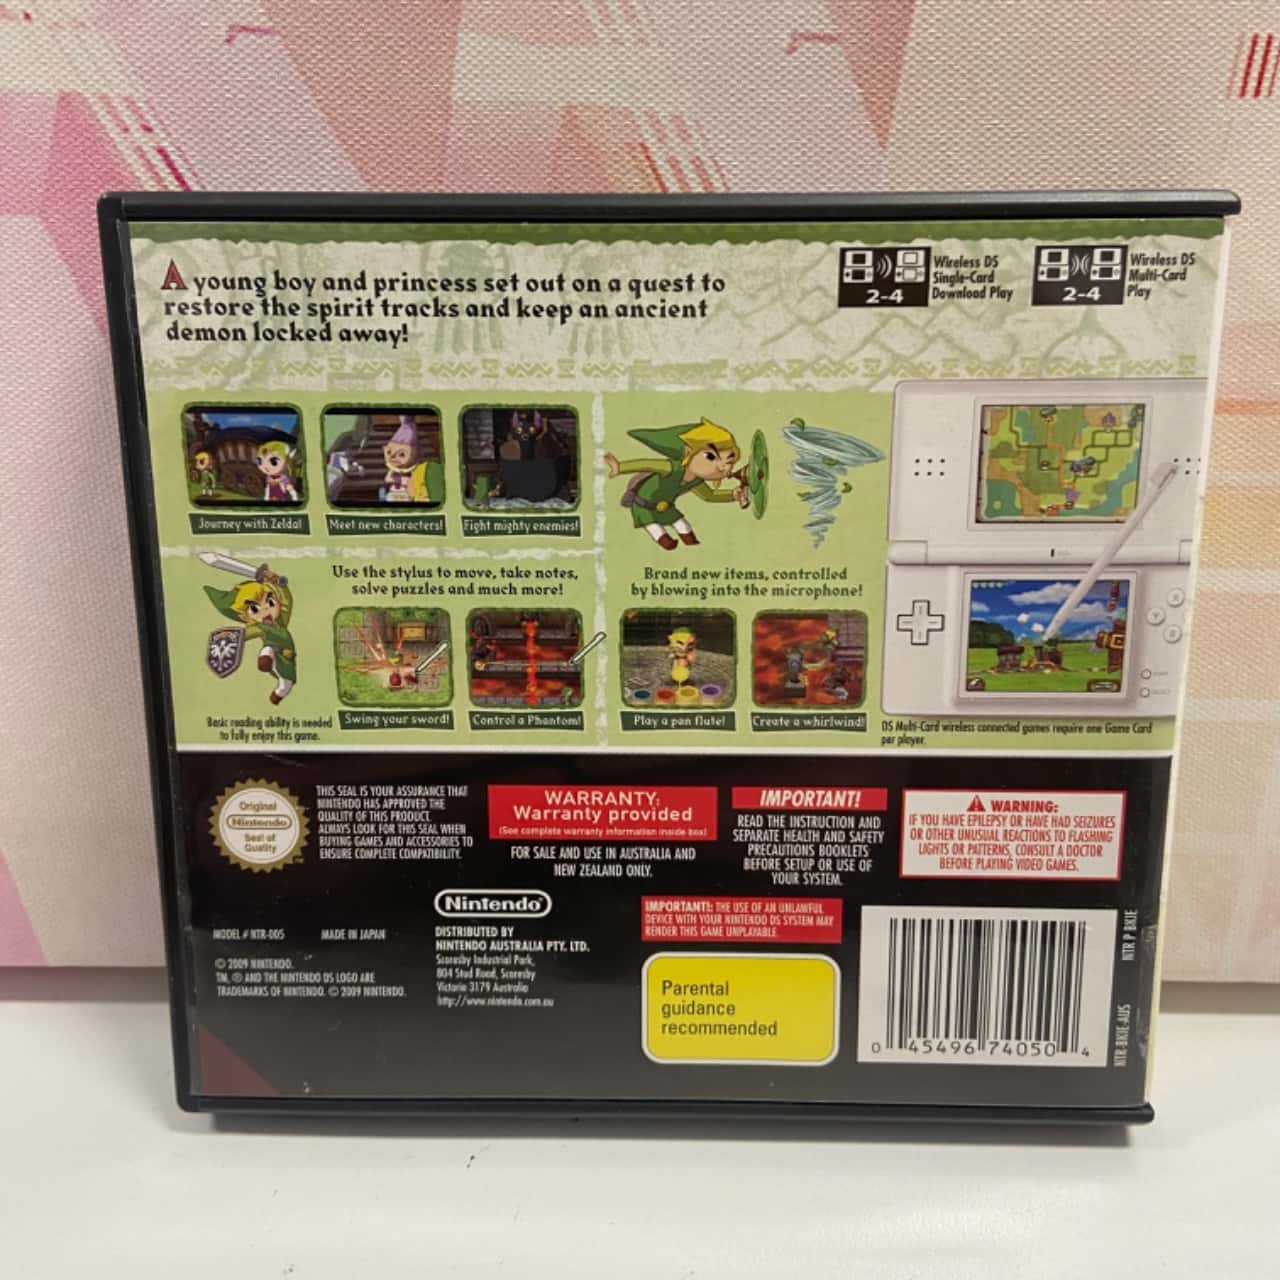 A young boy and princess set out on a quest to
restore the spirit tracks and keep an ancient
demon locked away!
2-4
Wireless DS
Single-Card
Download Play
2-4
Wireless DS
Multi-Card
Play
Journey with Zelda!
Meet new characters!
Fight mighty enemies!
Use the stylus to move, take notes,
solve puzzles and much more!
Brand new items, controlled
by blowing into the microphone!
Basic reading ability is needed
to fully enjoy this game.
Swing your sword!
Control a Phantom!
Play a pan flute!
Create a whirlwind!
DS Multi-Card wireless connected games require one Game Card
per player.
Original
Nintendo
Seal of
Quality
THIS SEAL IS YOUR ASSURANCE THAT
NINTENDO HAS APPROVED THE
QUALITY OF THIS PRODUCT.
ALWAYS LOOK FOR THIS SEAL WHEN
BUYING GAMES AND ACCESSORIES TO
ENSURE COMPLETE COMPATIBILITY.
WARRANTY:
Warranty provided
(See complete warranty information inside box)
FOR SALE AND USE IN AUSTRALIA AND
NEW ZEALAND ONLY.
IMPORTANT!
READ THE INSTRUCTION AND
SEPARATE HEALTH AND SAFETY
PRECAUTIONS BOOKLETS
BEFORE SETUP OR USE OF
YOUR SYSTEM.
WARNING:
IF YOU HAVE EPILEPSY OR HAVE HAD SEIZURES
OR OTHER UNUSUAL REACTIONS TO FLASHING
LIGHTS OR PATTERNS, CONSULT A DOCTOR
BEFORE PLAYING VIDEO GAMES.
MODEL # NTR-005
MADE IN JAPAN
© 2009 NINTENDO.
TM, ® AND THE NINTENDO DS LOGO ARE
TRADEMARKS OF NINTENDO. © 2009 NINTENDO.
Nintendo®
DISTRIBUTED BY
NINTENDO AUSTRALIA PTY. LTD.
Scoresby Industrial Park,
804 Stud Road, Scoresby
Victoria 3179 Australia
http://www.nintendo.com.au
IMPORTANT: THE USE OF AN UNLAWFUL
DEVICE WITH YOUR NINTENDO DS SYSTEM MAY
RENDER THIS GAME UNPLAYABLE.
Parental
guidance
recommended
0 45496 74050 4
NTR P BKIE
NTR-BKIE-AUS